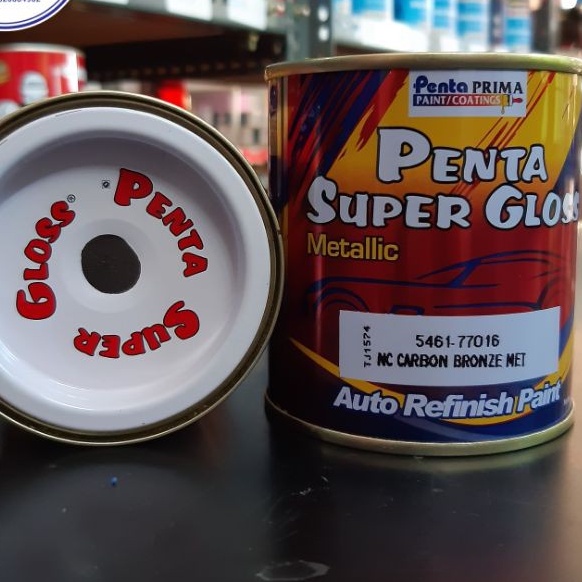 PENTA SUPER GLOSS®
Penta PRIMA
PAINT/COATINGS
PENTA
SUPER GLOSS
Metallic
TJ1574
5461-77016
NC CARBON BRONZE MET
Auto Refinish Paint